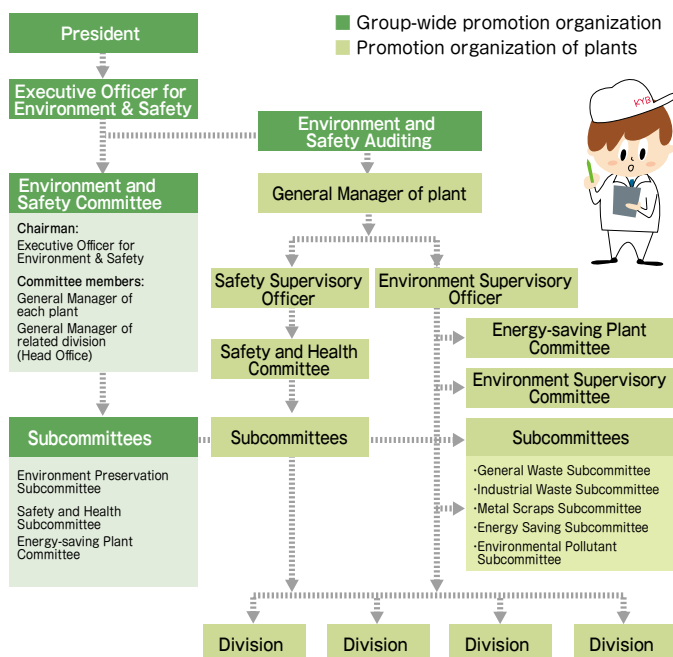 Group-wide promotion organization
Promotion organization of plants
President
Executive Officer for
Environment & Safety
KYB
Environment and
Safety Auditing
Environment and
Safety Committee
Chairman:
Executive Officer for
Environment & Safety
Committee members:
General Manager of
each plant
General Manager of
related division
(Head Office)
General Manager of plant
Safety Supervisory
Officer
Environment Supervisory
Officer
Safety and Health
Committee
Energy-saving Plant
Committee
Environment Supervisory
Committee
Subcommittees
Environment Preservation
Subcommittee
Safety and Health
Subcommittee
Energy-saving Plant
Committee
Subcommittees
Subcommittees
·General Waste Subcommittee
·Industrial Waste Subcommittee
·Metal Scraps Subcommittee
·Energy Saving Subcommittee
·Environmental Pollutant
Subcommittee
Division
Division
Division
Division